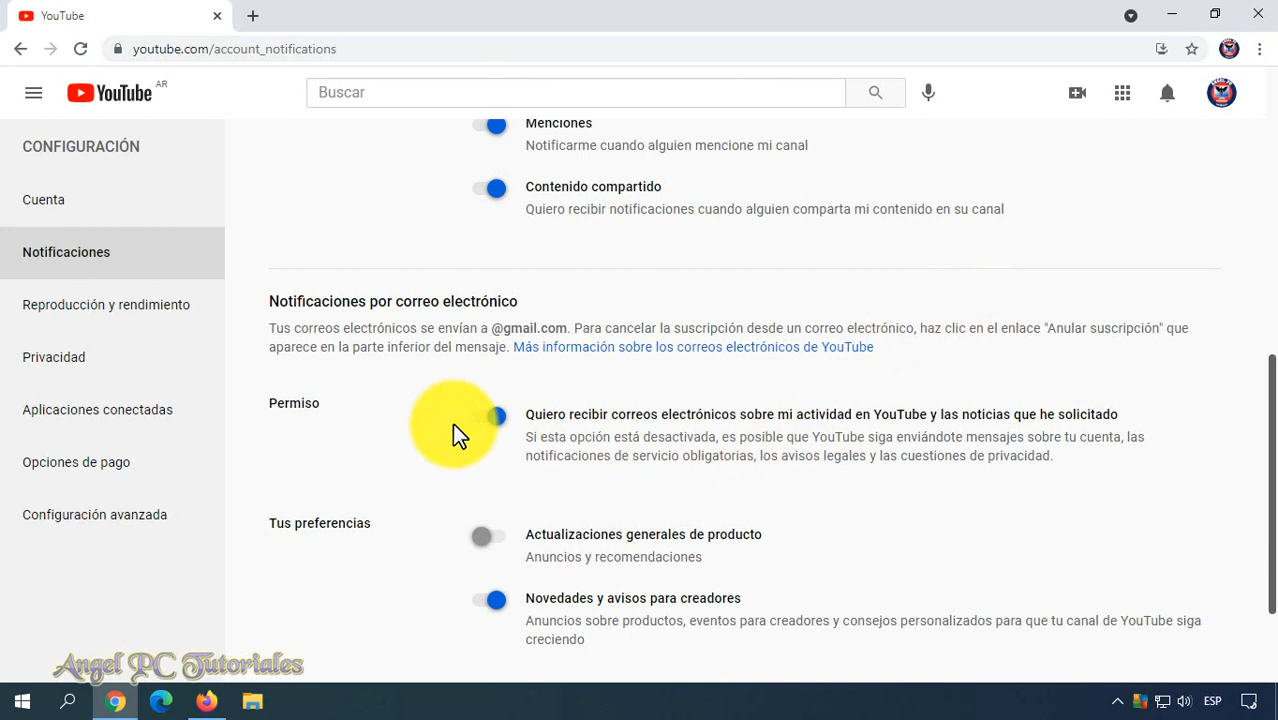 YouTube
youtube.com/account_notifications
YouTube AR
Buscar
CONFIGURACIÓN
Cuenta
Notificaciones
Reproducción y rendimiento
Privacidad
Aplicaciones conectadas
Opciones de pago
Configuración avanzada
Menciones
Notificarme cuando alguien mencione mi canal
Contenido compartido
Quiero recibir notificaciones cuando alguien comparta mi contenido en su canal
Notificaciones por correo electrónico
Tus correos electrónicos se envían a @gmail.com. Para cancelar la suscripción desde un correo electrónico, haz clic en el enlace "Anular suscripción" que
aparece en la parte inferior del mensaje. Más información sobre los correos electrónicos de YouTube
Permiso
Quiero recibir correos electrónicos sobre mi actividad en YouTube y las noticias que he solicitado
Si esta opción está desactivada, es posible que YouTube siga enviándote mensajes sobre tu cuenta, las
notificaciones de servicio obligatorias, los avisos legales y las cuestiones de privacidad.
Tus preferencias
Actualizaciones generales de producto
Anuncios y recomendaciones
Novedades y avisos para creadores
Anuncios sobre productos, eventos para creadores y consejos personalizados para que tu canal de YouTube siga
creciendo
Angel PC Tutoriales
ESP